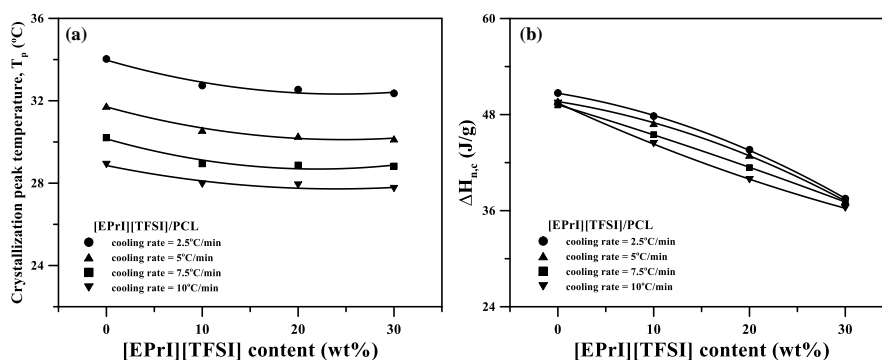 (a)
36
32
28
24
Crystallization peak temperature, Tp (°C)
[EPrI][TFSI]/PCL
cooling rate = 2.5°C/min
cooling rate = 5°C/min
cooling rate = 7.5°C/min
cooling rate = 10°C/min
0 10 20 30
[EPrI][TFSI] content (wt%)
(b)
60
48
36
24
ΔHn,c (J/g)
[EPrI][TFSI]/PCL
cooling rate = 2.5°C/min
cooling rate = 5°C/min
cooling rate = 7.5°C/min
cooling rate = 10°C/min
0 10 20 30
[EPrI][TFSI] content (wt%)